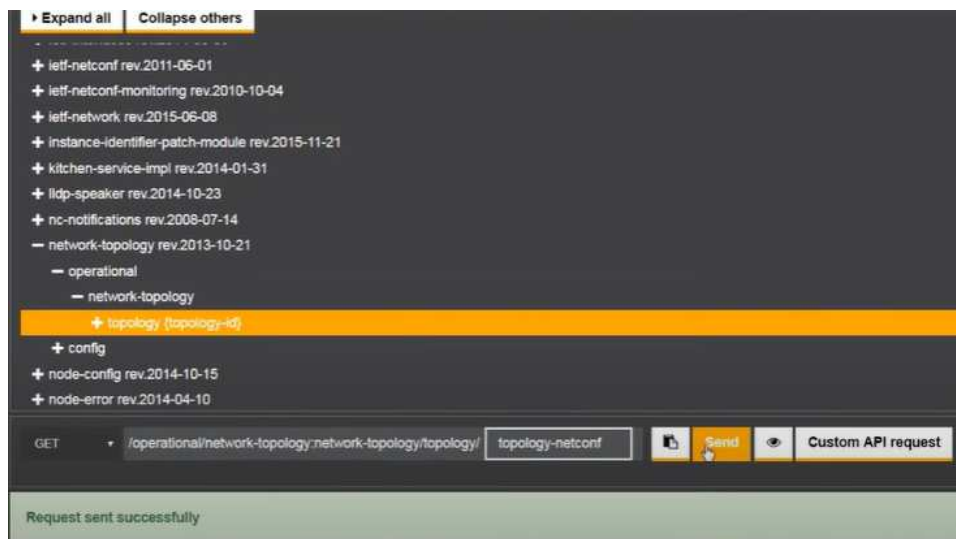 Expand all Collapse others
ietf-netconf rev.2011-06-01
ietf-netconf-monitoring rev.2010-10-04
ietf-network rev.2015-06-08
instance-identifier-patch-module rev.2015-11-21
kitchen-service-impl rev.2014-01-31
lldp-speaker rev.2014-10-23
nc-notifications rev.2008-07-14
network-topology rev.2013-10-21
operational
network-topology
topology {topology-id}
config
node-config rev.2014-10-15
node-error rev.2014-04-10
GET /operational/network-topology:network-topology/topology/ topology-netconf Send Custom API request
Request sent successfully